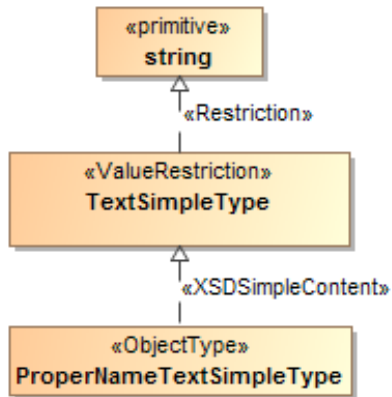 «primitive»
string
«Restriction»
«ValueRestriction»
TextSimpleType
«XSDSimpleContent»
«ObjectType»
ProperNameTextSimpleType